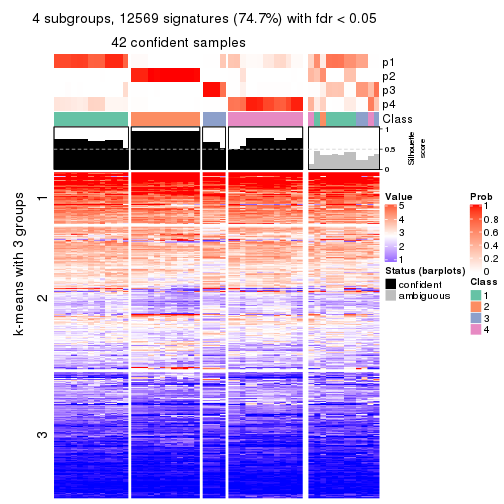 4 subgroups, 12569 signatures (74.7%) with fdr < 0.05
42 confident samples
p1
p2
p3
p4
Class
1
0.5
0
Silhouette
score
k-means with 3 groups
1
2
3
Value
5
4
3
2
1
Status (barplots)
confident
ambiguous
Prob
1
0.8
0.6
0.4
0.2
0
Class
1
2
3
4